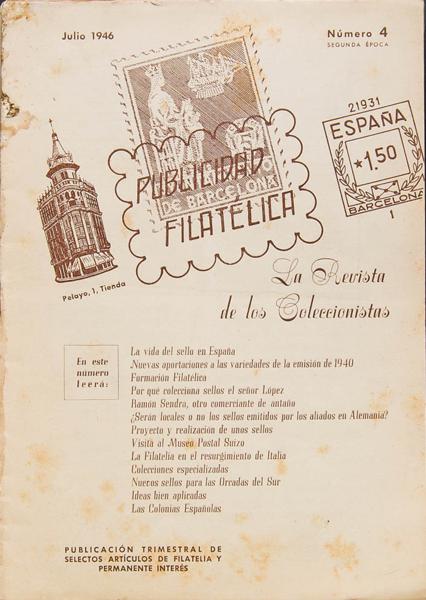 Julio 1946
Número 4
SEGUNDA ÉPOCA
21931
ESPAÑA
*1.50
BARCELONA
1
DE BARCELONA
PUBLICIDAD
FILATÉLICA
Pelayo, 1, Tienda
La Revista
de los Coleccionistas
En este
número
leerá:
La vida del sello en España
Nuevas aportaciones a las variedades de la emisión de 1940
Formación Filatélica
Por qué colecciona sellos el señor López
Ramón Sendra, otro comerciante de antaño
¿Serán locales o no los sellos emitidos por los aliados en Alemania?
Proyecto y realización de unos sellos
Visita al Museo Postal Suizo
La Filatelia en el resurgimiento de Italia
Colecciones especializadas
Nuevos sellos para las Orcadas del Sur
Ideas bien aplicadas
Las Colonias Españolas
PUBLICACIÓN TRIMESTRAL DE
SELECTOS ARTÍCULOS DE FILATELIA Y
PERMANENTE INTERÉS